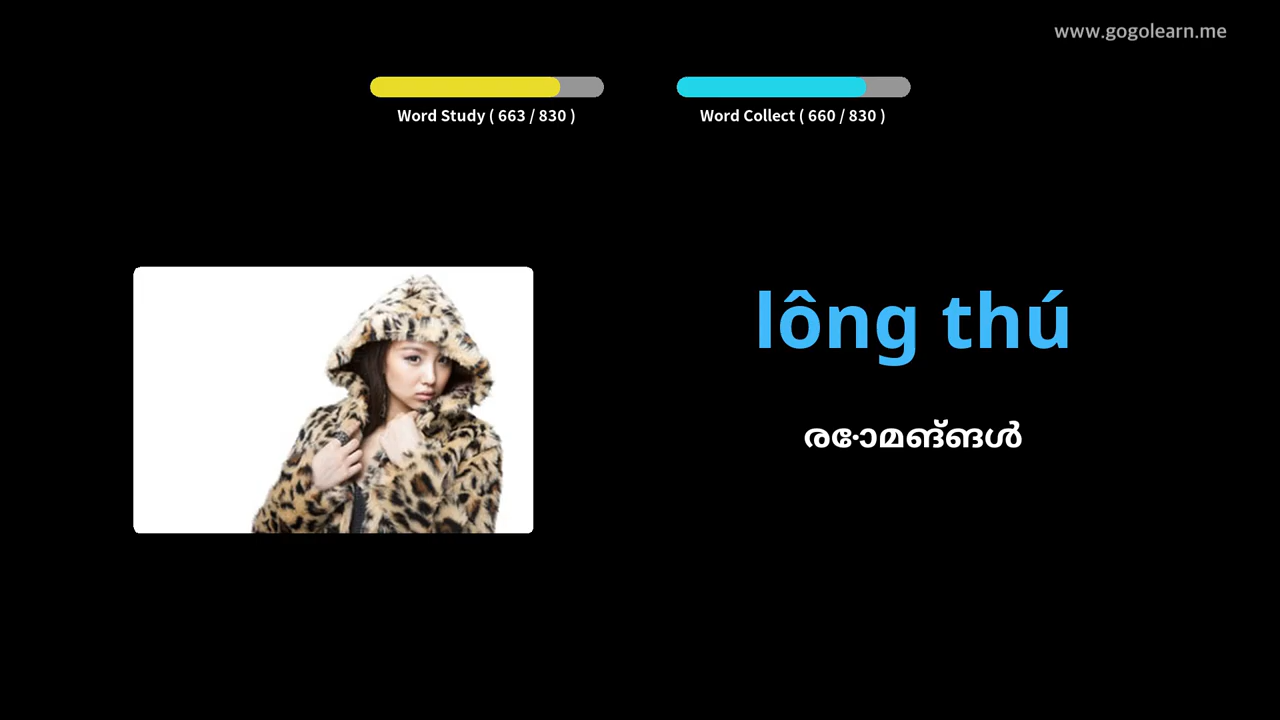 www.gogolearn.me
Word Study ( 663 / 830 )
Word Collect ( 660 / 830 )
lông thú
രോമങ്ങൾ